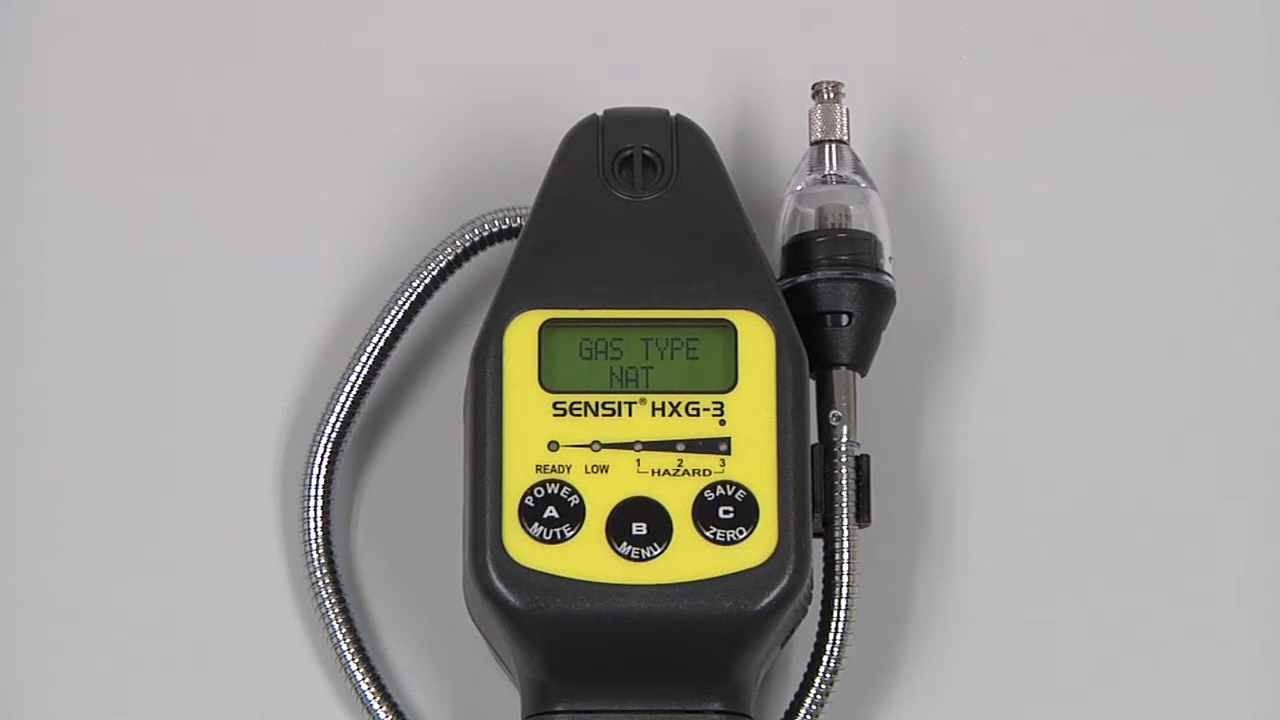 GAS TYPE
NAT
SENSIT® HXG-3
READY LOW 1 2 3
HAZARD
POWER
A
MUTE
B
MENU
SAVE
C
ZERO